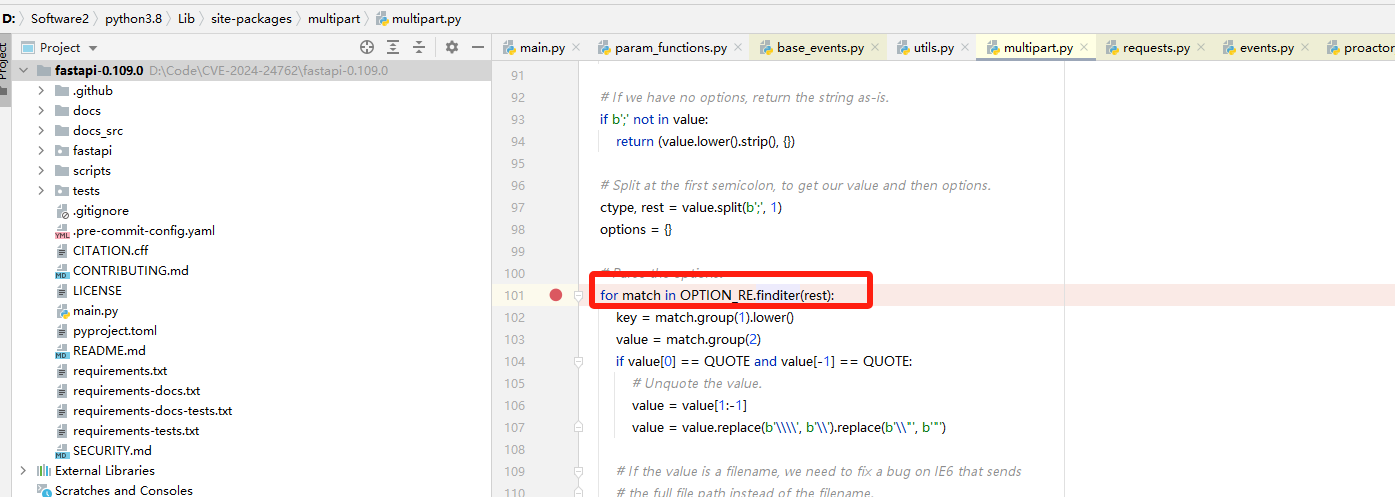 D: Software2 python3.8 Lib site-packages multipart multipart.py
Project
Project
main.py param_functions.py base_events.py utils.py multipart.py requests.py events.py proactor
fastapi-0.109.0 D:\Code\CVE-2024-24762\fastapi-0.109.0
.github
docs
docs_src
fastapi
scripts
tests
.gitignore
.pre-commit-config.yaml
CITATION.cff
CONTRIBUTING.md
LICENSE
main.py
pyproject.toml
README.md
requirements.txt
requirements-docs.txt
requirements-docs-tests.txt
requirements-tests.txt
SECURITY.md
External Libraries
Scratches and Consoles
91
92 # If we have no options, return the string as-is.
93 if b';' not in value:
94 return (value.lower().strip(), {})
95
96 # Split at the first semicolon, to get our value and then options.
97 ctype, rest = value.split(b';', 1)
98 options = {}
99
100 # Parse the options.
101 for match in OPTION_RE.finditer(rest):
102 key = match.group(1).lower()
103 value = match.group(2)
104 if value[0] == QUOTE and value[-1] == QUOTE:
105 # Unquote the value.
106 value = value[1:-1]
107 value = value.replace(b'\\\\', b'\\').replace(b'\\"', b'"')
108
109 # If the value is a filename, we need to fix a bug on IE6 that sends
110 # the full file path instead of the filename.